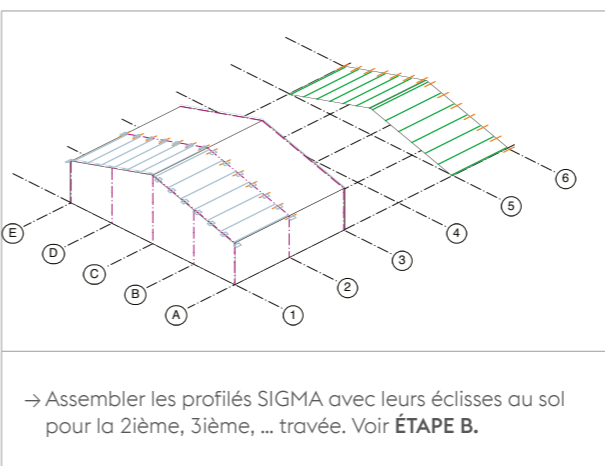 6
5
4
3
2
1
E
D
C
B
A
→ Assembler les profilés SIGMA avec leurs éclisses au sol
pour la 2ième, 3ième, ... travée. Voir ÉTAPE B.